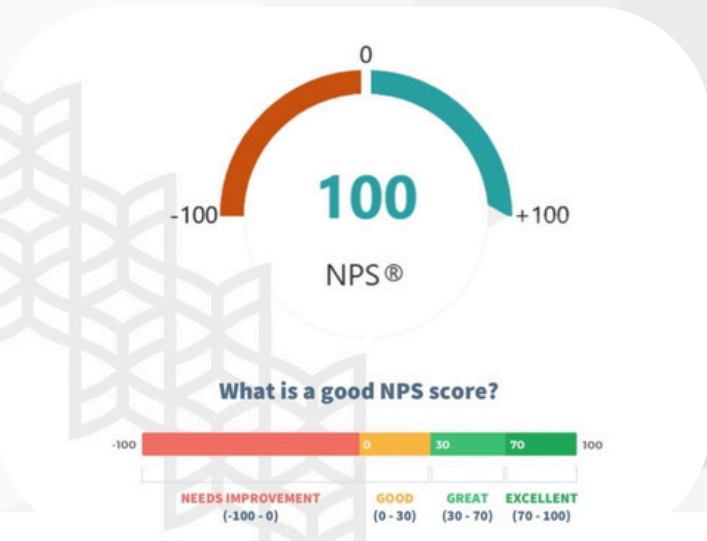 0
-100
100
+100
NPS®
What is a good NPS score?
-100 0 30 70 100
NEEDS IMPROVEMENT GOOD GREAT EXCELLENT
(-100 - 0) (0 - 30) (30 - 70) (70 - 100)